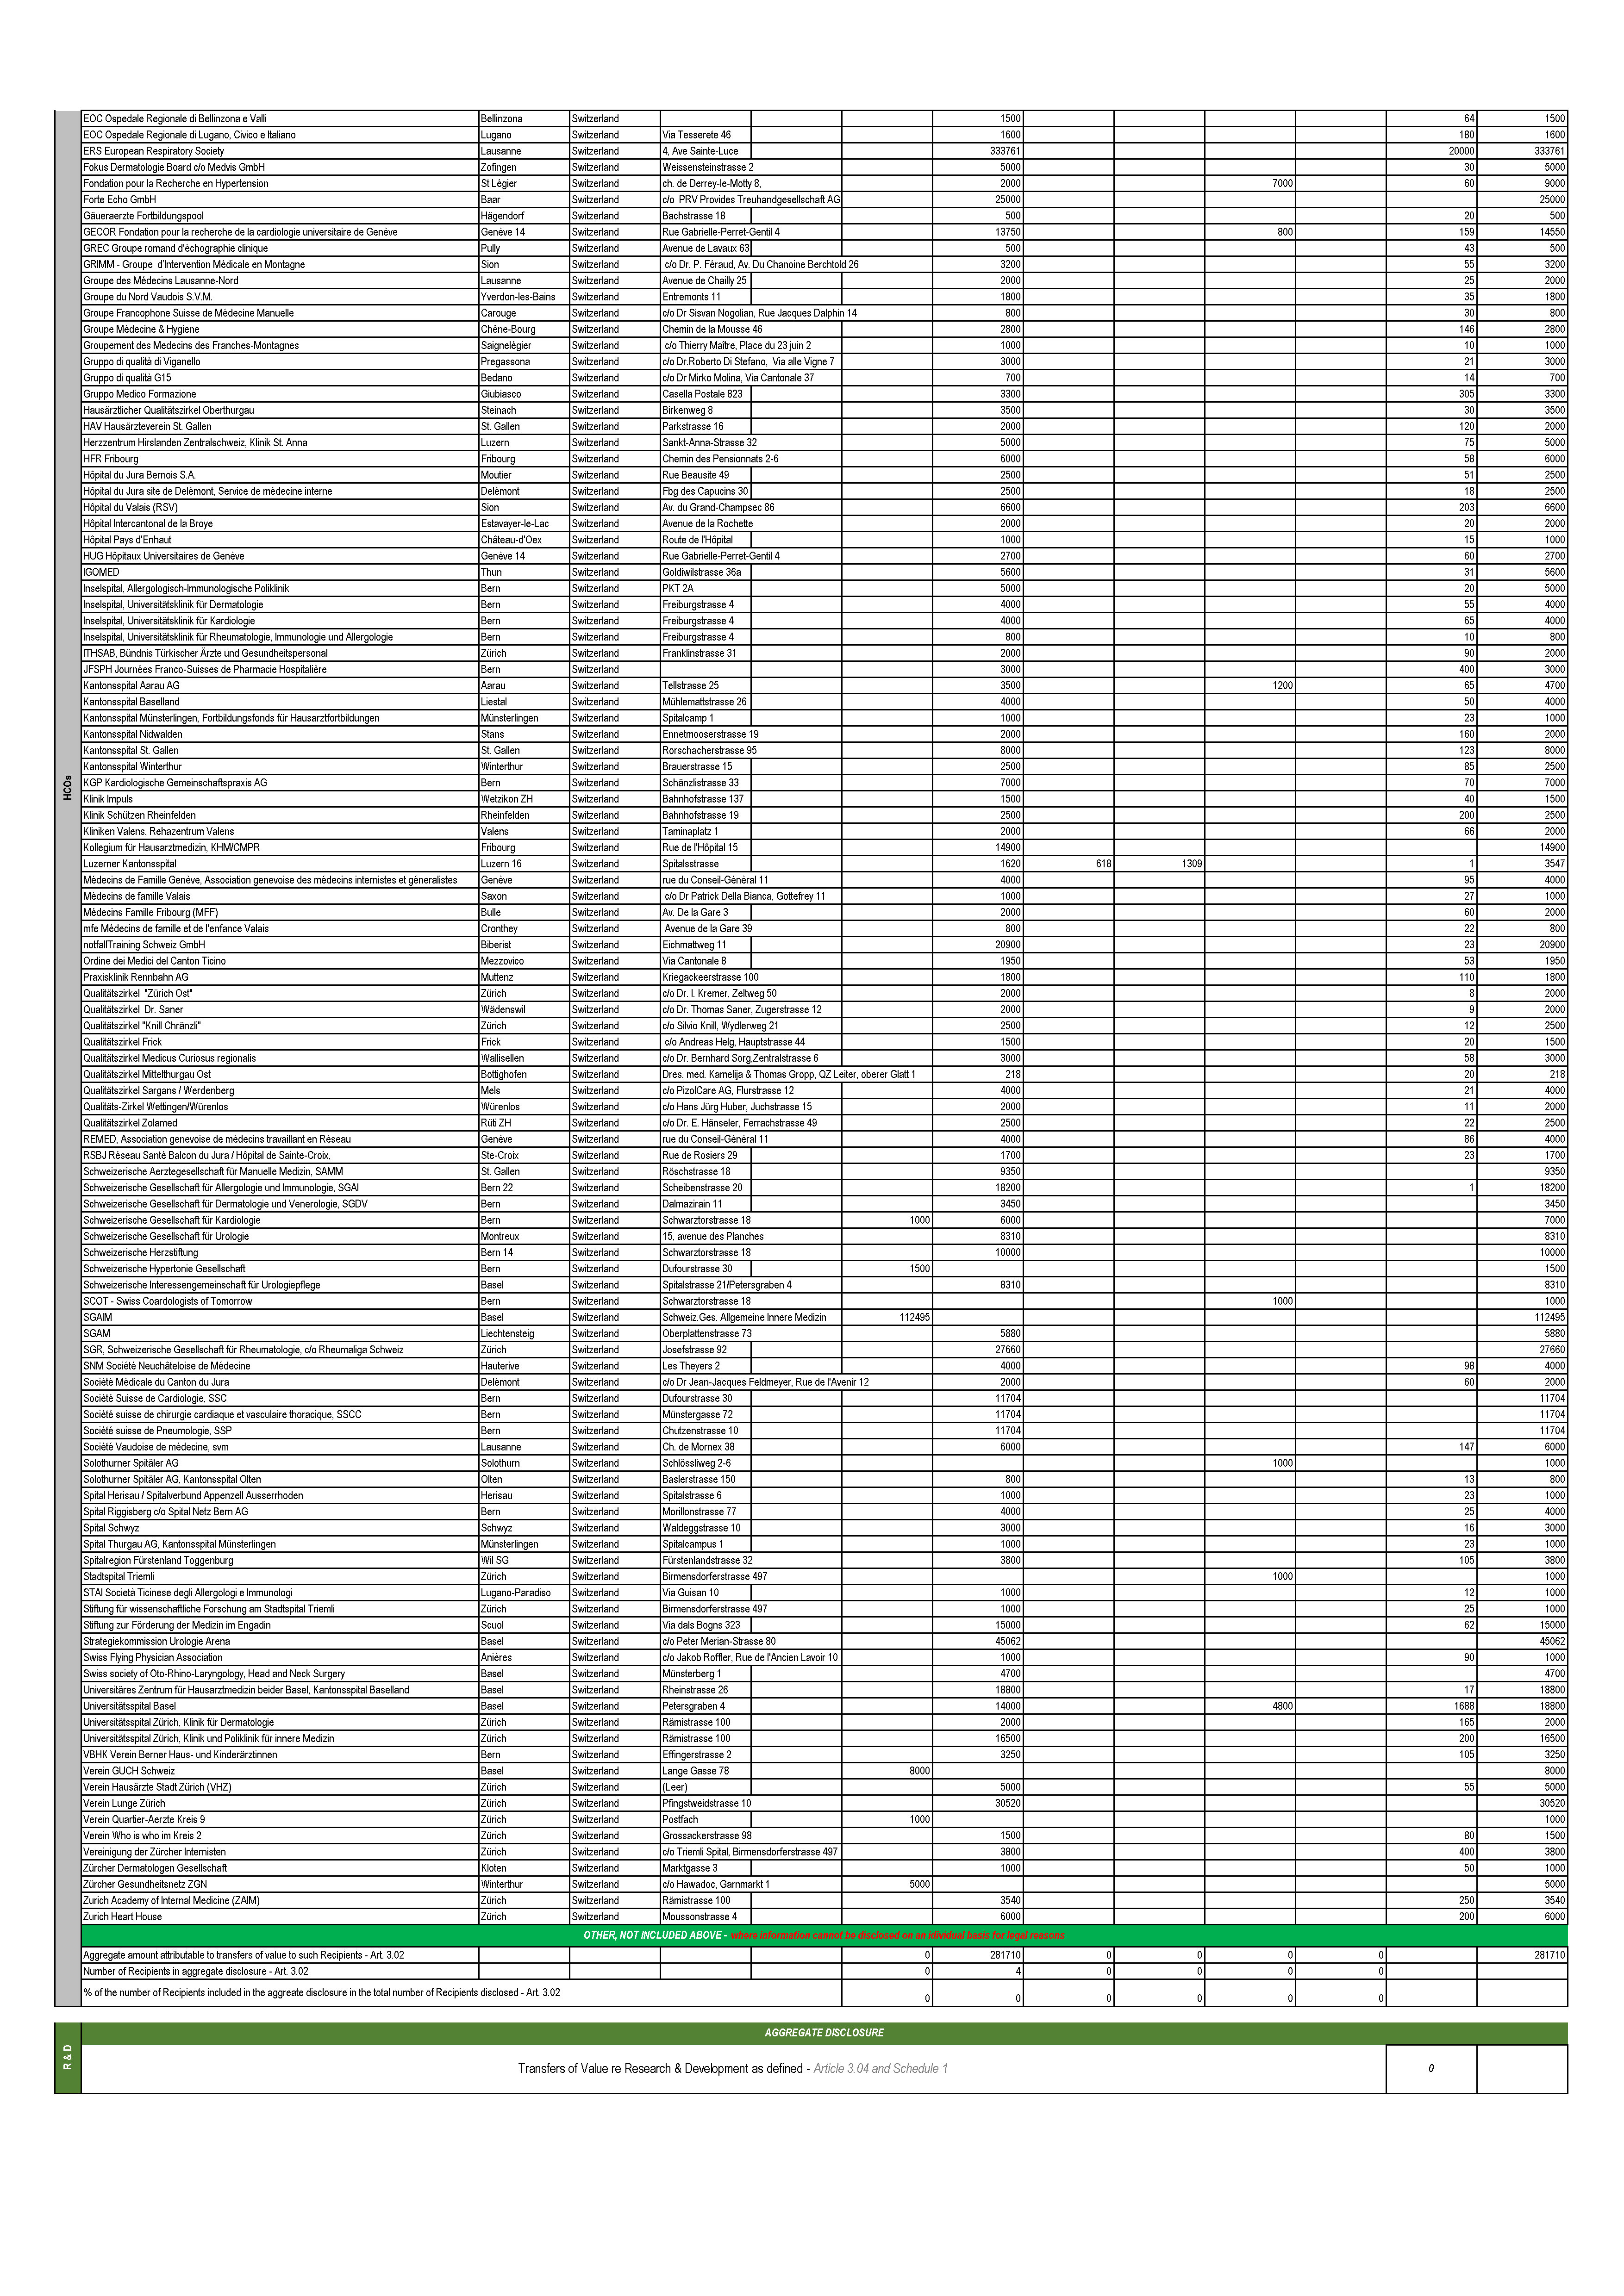 EOC Ospedale Regionale di Bellinzona e Valli Bellinzona Switzerland 1500 64 1500
EOC Ospedale Regionale di Lugano, Civico e Italiano Lugano Switzerland Via Tesserete 46 1600 180 1600
ERS European Respiratory Society Lausanne Switzerland 4, Ave Sainte-Luce 333761 20000 333761
Fokus Dermatologie Board c/o Medvis GmbH Zofingen Switzerland Weissensteinstrasse 2 5000 30 5000
Fondation pour la Recherche en Hypertension St Légier Switzerland ch. de Derrey-le-Motty 8, 2000 7000 60 9000
Forte Echo GmbH Baar Switzerland c/o PRV Provides Treuhandgesellschaft AG 25000 25000
Gäueraerzte Fortbildungspool Hägendorf Switzerland Bachstrasse 18 500 20 500
GECOR Fondation pour la recherche de la cardiologie universitaire de Genève Genève 14 Switzerland Rue Gabrielle-Perret-Gentil 4 13750 800 159 14550
GREC Groupe romand d'échographie clinique Pully Switzerland Avenue de Lavaux 63 500 43 500
GRIMM - Groupe d'Intervention Médicale en Montagne Sion Switzerland c/o Dr. P. Féraud, Av. Du Chanoine Berchtold 26 3200 55 3200
Groupe des Médecins Lausanne-Nord Lausanne Switzerland Avenue de Chailly 25 2000 25 2000
Groupe du Nord Vaudois S.V.M. Yverdon-les-Bains Switzerland Entremonts 11 1800 35 1800
Groupe Francophone Suisse de Médecine Manuelle Carouge Switzerland c/o Dr Sisvan Nogolian, Rue Jacques Dalphin 14 800 30 800
Groupe Médecine & Hygiene Chêne-Bourg Switzerland Chemin de la Mousse 46 2800 146 2800
Groupement des Medecins des Franches-Montagnes Saignelégier Switzerland c/o Thierry Maître, Place du 23 juin 2 1000 10 1000
Gruppo di qualità di Viganello Pregassona Switzerland c/o Dr.Roberto Di Stefano, Via alle Vigne 7 3000 21 3000
Gruppo di qualità G15 Bedano Switzerland c/o Dr Mirko Molina, Via Cantonale 37 700 14 700
Gruppo Medico Formazione Giubiasco Switzerland Casella Postale 823 3300 305 3300
Hausärztlicher Qualitätszirkel Oberthurgau Steinach Switzerland Birkenweg 8 3500 30 3500
HAV Hausärzteverein St. Gallen St. Gallen Switzerland Parkstrasse 16 2000 120 2000
Herzzentrum Hirslanden Zentralschweiz, Klinik St. Anna Luzern Switzerland Sankt-Anna-Strasse 32 5000 75 5000
HFR Fribourg Fribourg Switzerland Chemin des Pensionnats 2-6 6000 58 6000
Hôpital du Jura Bernois S.A. Moutier Switzerland Rue Beausite 49 2500 51 2500
Hôpital du Jura site de Delémont, Service de médecine interne Delémont Switzerland Fbg des Capucins 30 2500 18 2500
Hôpital du Valais (RSV) Sion Switzerland Av. du Grand-Champsec 86 6600 203 6600
Hôpital Intercantonal de la Broye Estavayer-le-Lac Switzerland Avenue de la Rochette 2000 20 2000
Hôpital Pays d'Enhaut Château-d'Oex Switzerland Route de l'Hôpital 1000 15 1000
HUG Hôpitaux Universitaires de Genève Genève 14 Switzerland Rue Gabrielle-Perret-Gentil 4 2700 60 2700
IGOMED Thun Switzerland Goldiwilstrasse 36a 5600 31 5600
Inselspital, Allergologisch-Immunologische Poliklinik Bern Switzerland PKT 2A 5000 20 5000
Inselspital, Universitätsklinik für Dermatologie Bern Switzerland Freiburgstrasse 4 4000 55 4000
Inselspital, Universitätsklinik für Kardiologie Bern Switzerland Freiburgstrasse 4 4000 65 4000
Inselspital, Universitätsklinik für Rheumatologie, Immunologie und Allergologie Bern Switzerland Freiburgstrasse 4 800 10 800
ITHSAB, Bündnis Türkischer Ärzte und Gesundheitspersonal Zürich Switzerland Franklinstrasse 31 2000 90 2000
JFSPH Journées Franco-Suisses de Pharmacie Hospitalière Bern Switzerland 3000 400 3000
Kantonsspital Aarau AG Aarau Switzerland Tellstrasse 25 3500 1200 65 4700
Kantonsspital Baselland Liestal Switzerland Mühlemattstrasse 26 4000 50 4000
Kantonsspital Münsterlingen, Fortbildungsfonds für Hausarztfortbildungen Münsterlingen Switzerland Spitalcamp 1 1000 23 1000
Kantonsspital Nidwalden Stans Switzerland Ennetmooserstrasse 19 2000 160 2000
Kantonsspital St. Gallen St. Gallen Switzerland Rorschacherstrasse 95 8000 123 8000
Kantonsspital Winterthur Winterthur Switzerland Brauerstrasse 15 2500 85 2500
KGP Kardiologische Gemeinschaftspraxis AG Bern Switzerland Schänzlistrasse 33 7000 70 7000
Klinik Impuls Wetzikon ZH Switzerland Bahnhofstrasse 137 1500 40 1500
Klinik Schützen Rheinfelden Rheinfelden Switzerland Bahnhofstrasse 19 2500 200 2500
Kliniken Valens, Rehazentrum Valens Valens Switzerland Taminaplatz 1 2000 66 2000
Kollegium für Hausarztmedizin, KHM/CMPR Fribourg Switzerland Rue de l'Hôpital 15 14900 14900
Luzerner Kantonsspital Luzern 16 Switzerland Spitalsstrasse 1620 618 1309 1 3547
Médecins de Famille Genève, Association genevoise des médecins internistes et géneralistes Genève Switzerland rue du Conseil-Général 11 4000 95 4000
Médecins de famille Valais Saxon Switzerland c/o Dr Patrick Della Bianca, Gottefrey 11 1000 27 1000
Médecins Famille Fribourg (MFF) Bulle Switzerland Av. De la Gare 3 2000 60 2000
mfe Médecins de famille et de l'enfance Valais Cronthey Switzerland Avenue de la Gare 39 800 22 800
notfallTraining Schweiz GmbH Biberist Switzerland Eichmattweg 11 20900 23 20900
Ordine dei Medici del Canton Ticino Mezzovico Switzerland Via Cantonale 8 1950 53 1950
Praxisklinik Rennbahn AG Muttenz Switzerland Kriegackeerstrasse 100 1800 110 1800
Qualitätszirkel "Zürich Ost" Zürich Switzerland c/o Dr. I. Kremer, Zeltweg 50 2000 8 2000
Qualitätszirkel Dr. Saner Wädenswil Switzerland c/o Dr. Thomas Saner, Zugerstrasse 12 2000 9 2000
Qualitätszirkel "Knill Chränzli" Zürich Switzerland c/o Silvio Knill, Wydlerweg 21 2500 12 2500
Qualitätszirkel Frick Frick Switzerland c/o Andreas Helg, Hauptstrasse 44 1500 20 1500
Qualitätszirkel Medicus Curiosus regionalis Wallisellen Switzerland c/o Dr. Bernhard Sorg,Zentralstrasse 6 3000 58 3000
Qualitätszirkel Mittelthurgau Ost Bottighofen Switzerland Dres. med. Kamelija & Thomas Gropp, QZ Leiter, oberer Glatt 1 218 20 218
Qualitätszirkel Sargans / Werdenberg Mels Switzerland c/o PizolCare AG, Flurstrasse 12 4000 21 4000
Qualitäts-Zirkel Wettingen/Würenlos Würenlos Switzerland c/o Hans Jürg Huber, Juchstrasse 15 2000 11 2000
Qualitätszirkel Zolamed Rüti ZH Switzerland c/o Dr. E. Hänseler, Ferrachstrasse 49 2500 22 2500
REMED, Association genevoise de médecins travaillant en Réseau Genève Switzerland rue du Conseil-Général 11 4000 86 4000
RSBJ Réseau Santé Balcon du Jura / Hôpital de Sainte-Croix, Ste-Croix Switzerland Rue de Rosiers 29 1700 23 1700
Schweizerische Aerztegesellschaft für Manuelle Medizin, SAMM St. Gallen Switzerland Röschstrasse 18 9350 9350
Schweizerische Gesellschaft für Allergologie und Immunologie, SGAI Bern 22 Switzerland Scheibenstrasse 20 18200 1 18200
Schweizerische Gesellschaft für Dermatologie und Venerologie, SGDV Bern Switzerland Dalmazirain 11 3450 3450
Schweizerische Gesellschaft für Kardiologie Bern Switzerland Schwarztorstrasse 18 1000 6000 7000
Schweizerische Gesellschaft für Urologie Montreux Switzerland 15, avenue des Planches 8310 8310
Schweizerische Herzstiftung Bern 14 Switzerland Schwarztorstrasse 18 10000 10000
Schweizerische Hypertonie Gesellschaft Bern Switzerland Dufourstrasse 30 1500 1500
Schweizerische Interessengemeinschaft für Urologiepflege Basel Switzerland Spitalstrasse 21/Petersgraben 4 8310 8310
SCOT - Swiss Coardologists of Tomorrow Bern Switzerland Schwarztorstrasse 18 1000 1000
SGAIM Basel Switzerland Schweiz.Ges. Allgemeine Innere Medizin 112495 112495
SGAM Liechtensteig Switzerland Oberplattenstrasse 73 5880 5880
SGR, Schweizerische Gesellschaft für Rheumatologie, c/o Rheumaliga Schweiz Zürich Switzerland Josefstrasse 92 27660 27660
SNM Société Neuchâteloise de Médecine Hauterive Switzerland Les Theyers 2 4000 98 4000
Société Médicale du Canton du Jura Delémont Switzerland c/o Dr Jean-Jacques Feldmeyer, Rue de l'Avenir 12 2000 60 2000
Société Suisse de Cardiologie, SSC Bern Switzerland Dufourstrasse 30 11704 11704
Société suisse de chirurgie cardiaque et vasculaire thoracique, SSCC Bern Switzerland Münstergasse 72 11704 11704
Société suisse de Pneumologie, SSP Bern Switzerland Chutzenstrasse 10 11704 11704
Société Vaudoise de médecine, svm Lausanne Switzerland Ch. de Mornex 38 6000 147 6000
Solothurner Spitäler AG Solothurn Switzerland Schlössliweg 2-6 1000 1000
Solothurner Spitäler AG, Kantonsspital Olten Olten Switzerland Baslerstrasse 150 800 13 800
Spital Herisau / Spitalverbund Appenzell Ausserrhoden Herisau Switzerland Spitalstrasse 6 1000 23 1000
Spital Riggisberg c/o Spital Netz Bern AG Bern Switzerland Morillonstrasse 77 4000 25 4000
Spital Schwyz Schwyz Switzerland Waldeggstrasse 10 3000 16 3000
Spital Thurgau AG, Kantonsspital Münsterlingen Münsterlingen Switzerland Spitalcampus 1 1000 23 1000
Spitalregion Fürstenland Toggenburg Wil SG Switzerland Fürstenlandstrasse 32 3800 105 3800
Stadtspital Triemli Zürich Switzerland Birmensdorferstrasse 497 1000 1000
STAI Società Ticinese degli Allergologi e Immunologi Lugano-Paradiso Switzerland Via Guisan 10 1000 12 1000
Stiftung für wissenschaftliche Forschung am Stadtspital Triemli Zürich Switzerland Birmensdorferstrasse 497 1000 25 1000
Stiftung zur Förderung der Medizin im Engadin Scuol Switzerland Via dals Bogns 323 15000 62 15000
Strategiekommission Urologie Arena Basel Switzerland c/o Peter Merian-Strasse 80 45062 45062
Swiss Flying Physician Association Anières Switzerland c/o Jakob Roffler, Rue de l'Ancien Lavoir 10 1000 90 1000
Swiss society of Oto-Rhino-Laryngology, Head and Neck Surgery Basel Switzerland Münsterberg 1 4700 4700
Universitäres Zentrum für Hausarztmedizin beider Basel, Kantonsspital Baselland Basel Switzerland Rheinstrasse 26 18800 17 18800
Universitätsspital Basel Basel Switzerland Petersgraben 4 14000 4800 1688 18800
Universitätsspital Zürich, Klinik für Dermatologie Zürich Switzerland Rämistrasse 100 2000 165 2000
Universitätsspital Zürich, Klinik und Poliklinik für innere Medizin Zürich Switzerland Rämistrasse 100 16500 200 16500
VBHK Verein Berner Haus- und Kinderärztinnen Bern Switzerland Effingerstrasse 2 3250 105 3250
Verein GUCH Schweiz Basel Switzerland Lange Gasse 78 8000 8000
Verein Hausärzte Stadt Zürich (VHZ) Zürich Switzerland (Leer) 5000 55 5000
Verein Lunge Zürich Zürich Switzerland Pfingstweidstrasse 10 30520 30520
Verein Quartier-Aerzte Kreis 9 Zürich Switzerland Postfach 1000 1000
Verein Who is who im Kreis 2 Zürich Switzerland Grossackerstrasse 98 1500 80 1500
Vereinigung der Zürcher Internisten Zürich Switzerland c/o Triemli Spital, Birmensdorferstrasse 497 3800 400 3800
Zürcher Dermatologen Gesellschaft Kloten Switzerland Marktgasse 3 1000 50 1000
Zürcher Gesundheitsnetz ZGN Winterthur Switzerland c/o Hawadoc, Garnmarkt 1 5000 5000
Zurich Academy of Internal Medicine (ZAIM) Zürich Switzerland Rämistrasse 100 3540 250 3540
Zurich Heart House Zürich Switzerland Moussonstrasse 4 6000 200 6000
HCOs
OTHER, NOT INCLUDED ABOVE - where information cannot be disclosed on an idividual basis for legal reasons
Aggregate amount attributable to transfers of value to such Recipients - Art. 3.02 0 281710 0 0 0 0 281710
Number of Recipients in aggregate disclosure - Art. 3.02 0 4 0 0 0 0
% of the number of Recipients included in the aggreate disclosure in the total number of Recipients disclosed - Art. 3.02 0 0 0 0 0 0
AGGREGATE DISCLOSURE
R & D
Transfers of Value re Research & Development as defined - Article 3.04 and Schedule 1 0